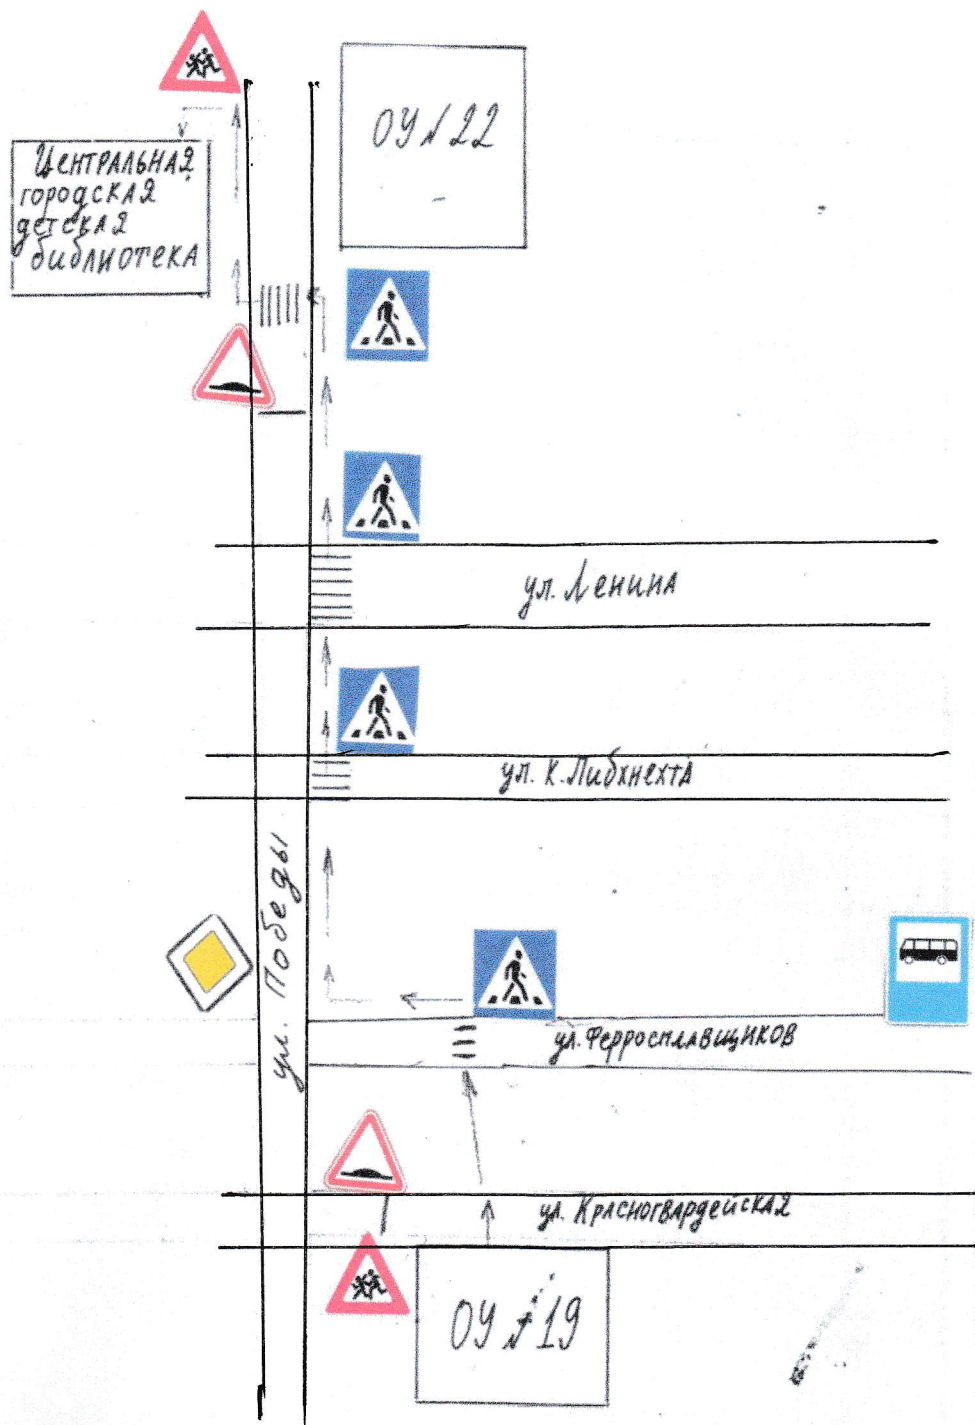 ОУ №22
Центральная
городская
детская
библиотека
ул. Ленина
ул. К. Либкнехта
ул. Победы
ул. Ферросплавщиков
ул. Красногвардейская
ОУ №19